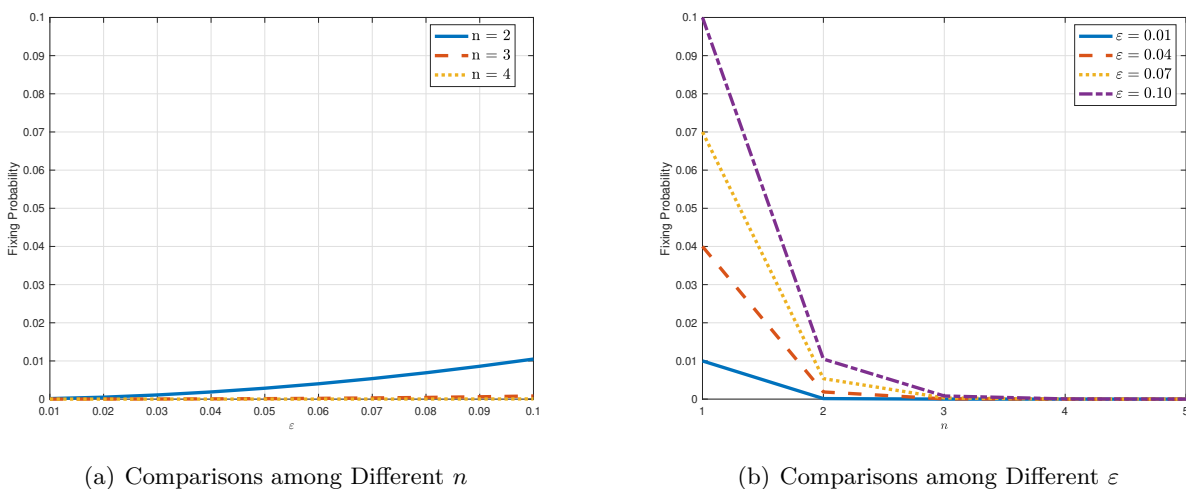 0.1
0.09
0.08
0.07
0.06
0.05
0.04
0.03
0.02
0.01
0
Fixing Probability
n = 2
n = 3
n = 4
0.01 0.02 0.03 0.04 0.05 0.06 0.07 0.08 0.09 0.1
ε
(a) Comparisons among Different n
0.1
0.09
0.08
0.07
0.06
0.05
0.04
0.03
0.02
0.01
0
Fixing Probability
ε = 0.01
ε = 0.04
ε = 0.07
ε = 0.10
1 2 3 4 5
n
(b) Comparisons among Different ε